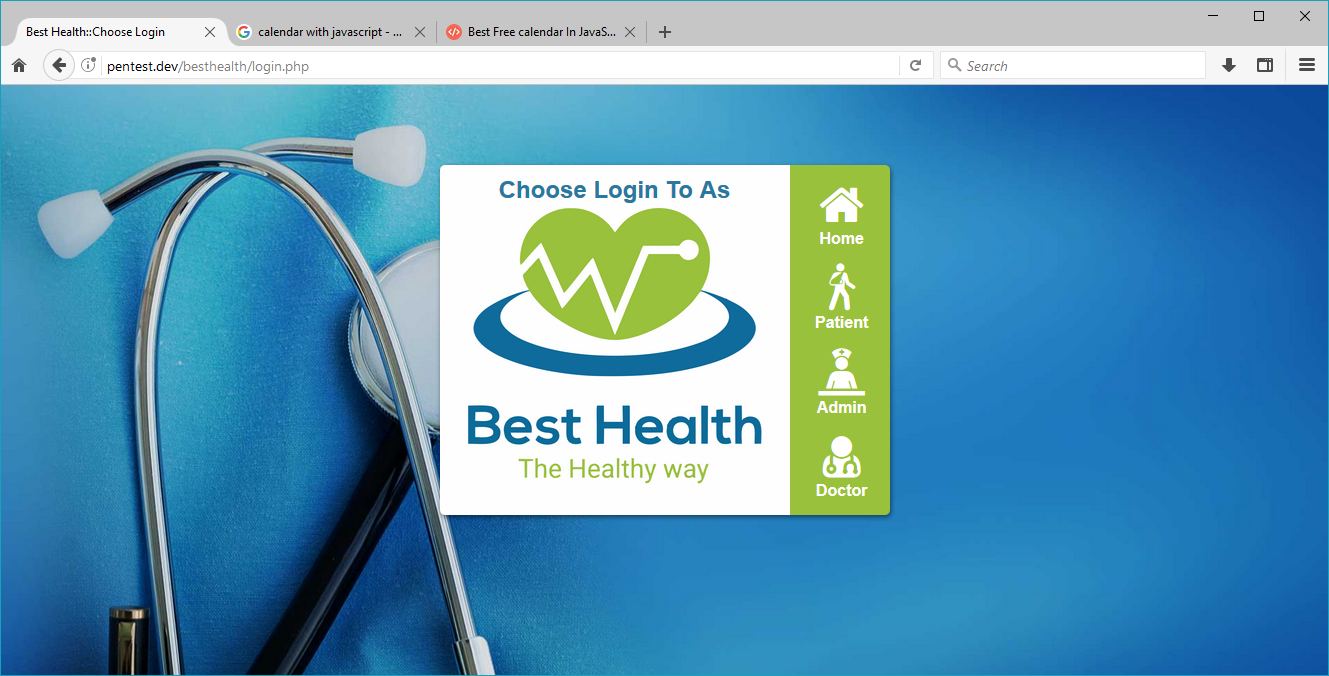 Best Health::Choose Login
calendar with javascript - ...
Best Free calendar In JavaS...
pentest.dev/besthealth/login.php
Search
Choose Login To As
Best Health
The Healthy way
Home
Patient
Admin
Doctor